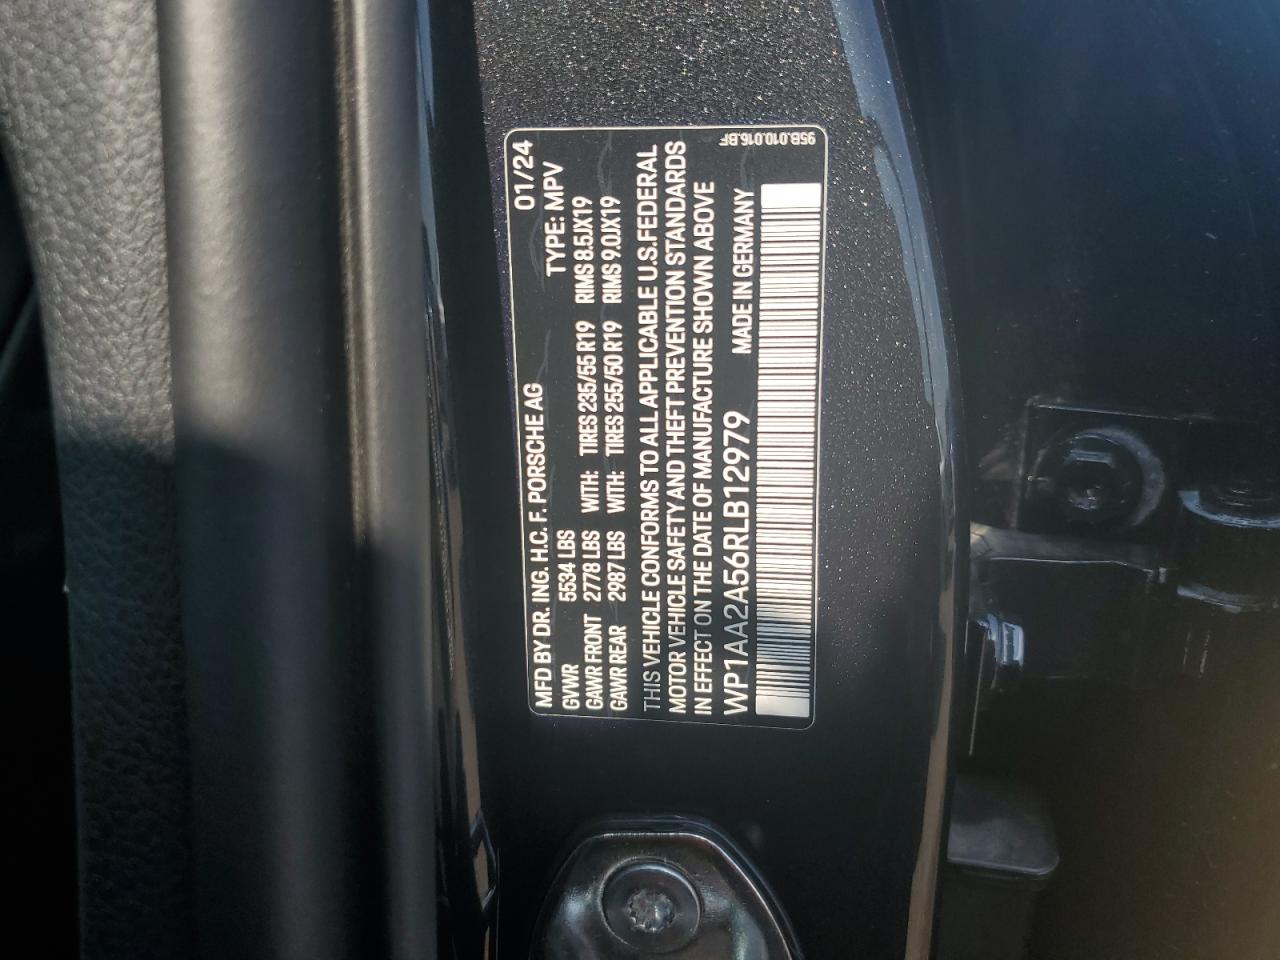 MFD BY DR. ING. H.C. F. PORSCHE AG 01/24
GVWR 5534 LBS TYPE: MPV
GAWR FRONT 2778 LBS WITH: TIRES 235/55 R19 RIMS 8.5JX19
GAWR REAR 2987 LBS WITH: TIRES 255/50 R19 RIMS 9.0JX19
THIS VEHICLE CONFORMS TO ALL APPLICABLE U.S.FEDERAL
MOTOR VEHICLE SAFETY AND THEFT PREVENTION STANDARDS
IN EFFECT ON THE DATE OF MANUFACTURE SHOWN ABOVE
WP1AA2A56RLB12979 MADE IN GERMANY
95B.010.016.BF